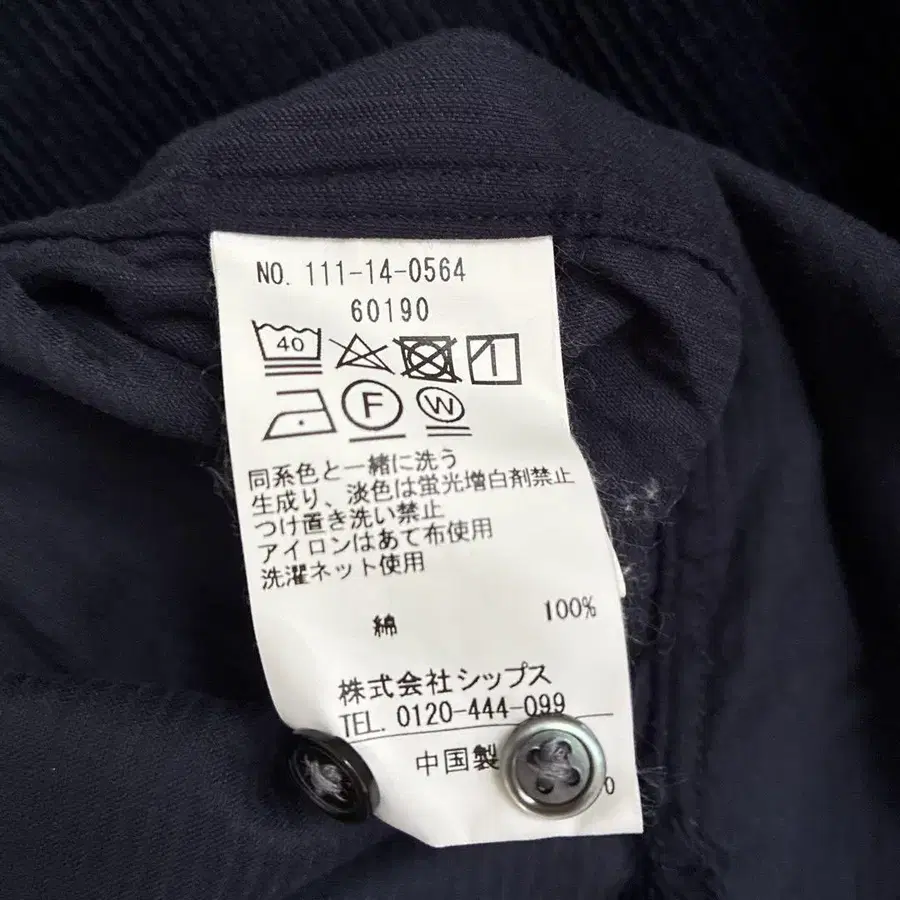 NO. 111-14-0564
60190
40
F
W
同系色と一緒に洗う
生成り、淡色は蛍光増白剤禁止
つけ置き洗い禁止
アイロンはあて布使用
洗濯ネット使用
綿 100%
株式会社シップス
TEL. 0120-444-099
中国製
0